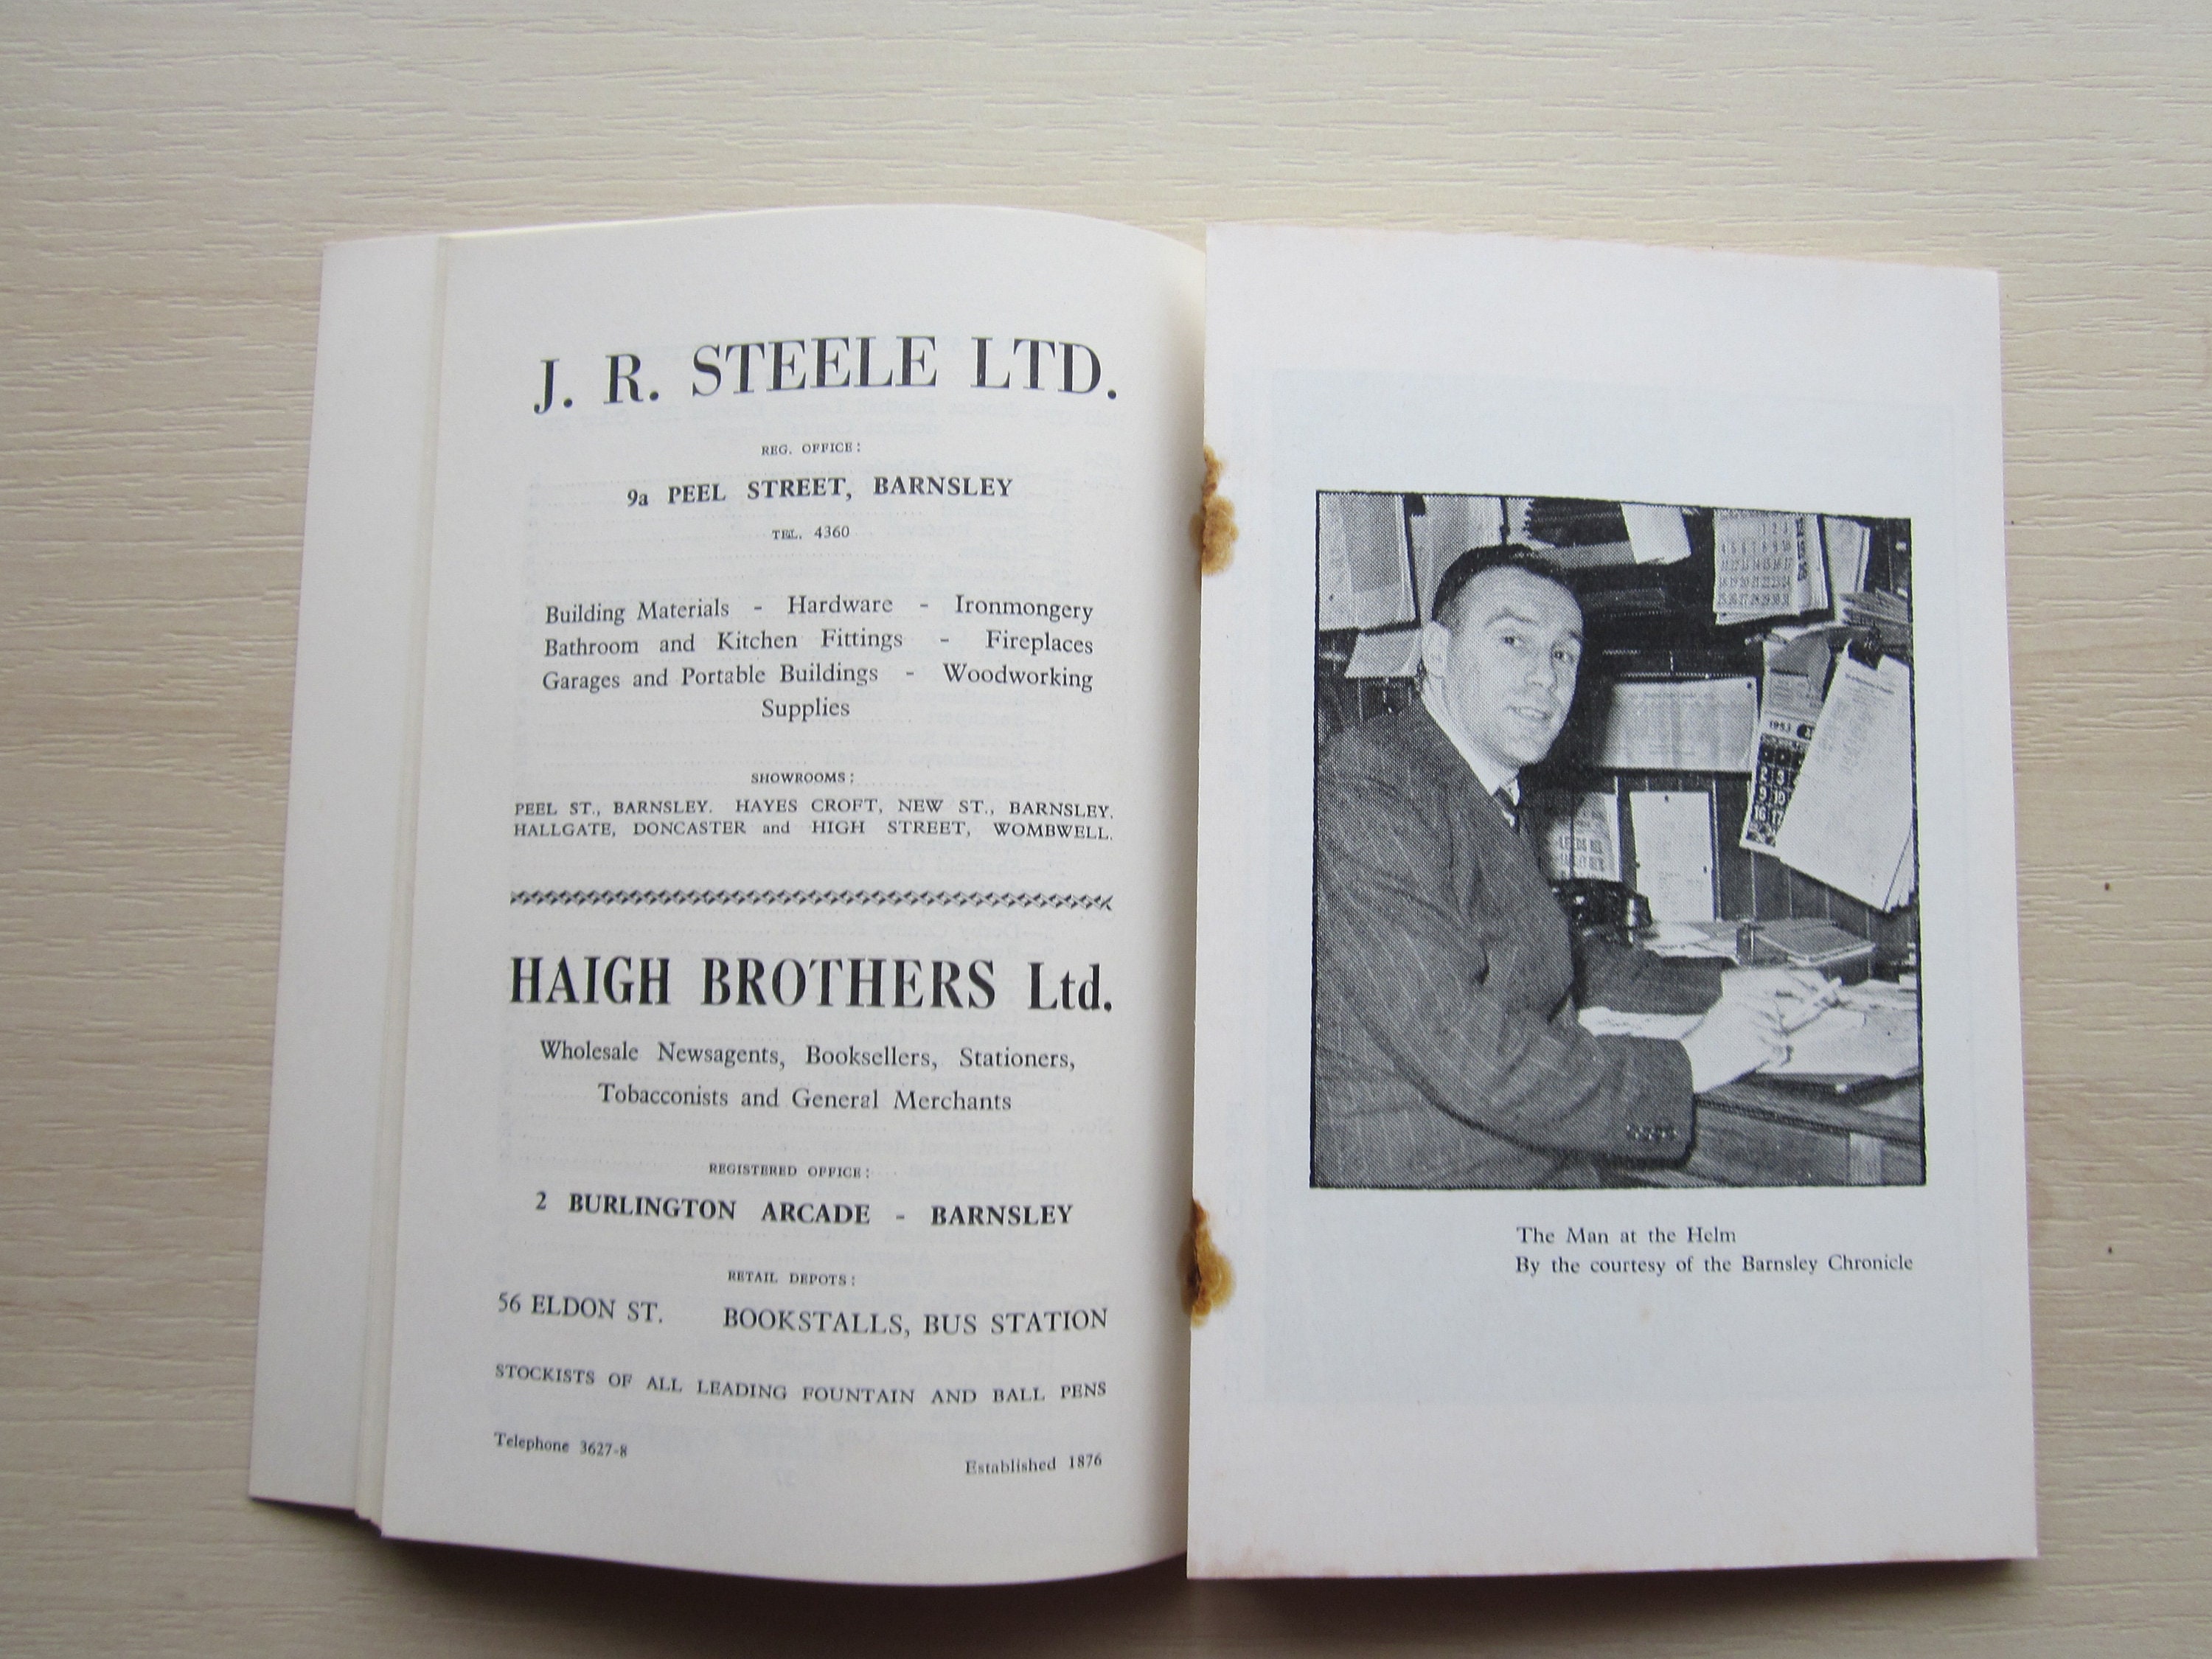 J. R. STEELE LTD.
REG. OFFICE:
9a PEEL STREET, BARNSLEY
TEL. 4360
Building Materials - Hardware - Ironmongery
Bathroom and Kitchen Fittings - Fireplaces
Garages and Portable Buildings - Woodworking
Supplies
SHOWROOMS:
PEEL ST., BARNSLEY. HAYES CROFT, NEW ST., BARNSLEY.
HALLGATE, DONCASTER and HIGH STREET, WOMBWELL.
HAIGH BROTHERS Ltd.
Wholesale Newsagents, Booksellers, Stationers,
Tobacconists and General Merchants
REGISTERED OFFICE:
2 BURLINGTON ARCADE - BARNSLEY
RETAIL DEPOTS:
56 ELDON ST. BOOKSTALLS, BUS STATION
STOCKISTS OF ALL LEADING FOUNTAIN AND BALL PENS
Telephone 3627-8
Established 1876
1953
The Man at the Helm
By the courtesy of the Barnsley Chronicle